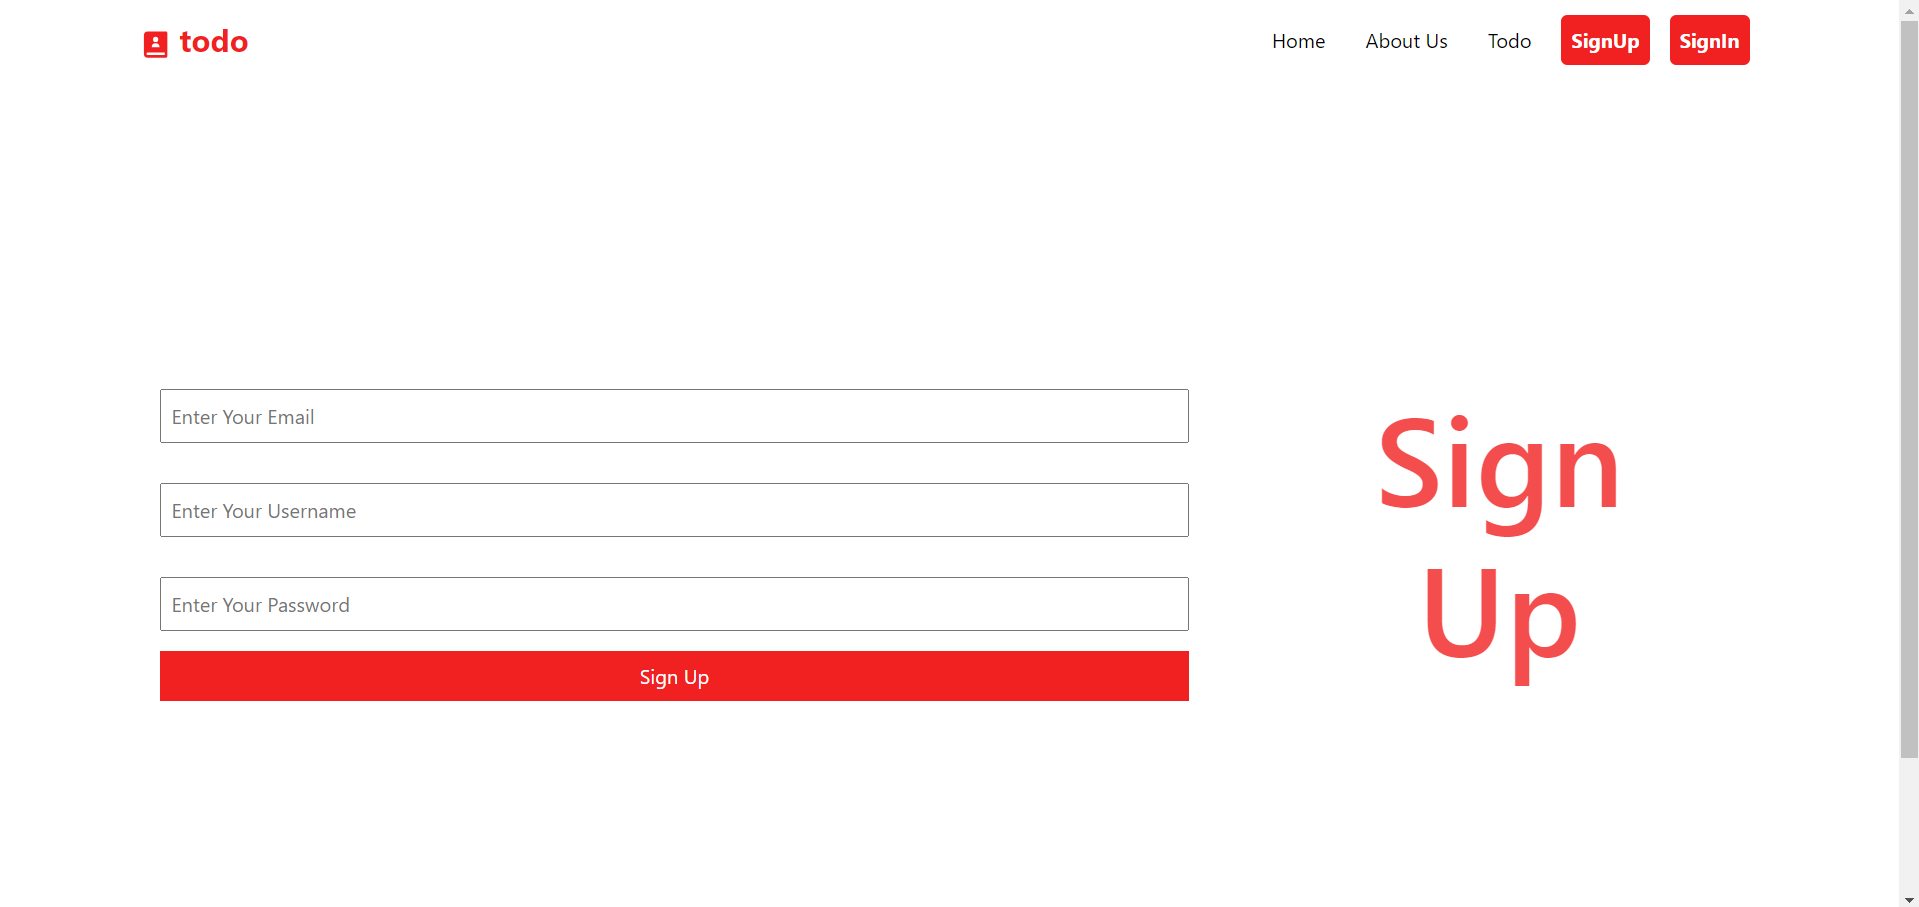 todo
Home About Us Todo SignUp SignIn
Enter Your Email
Enter Your Username
Enter Your Password
Sign Up
Sign
Up